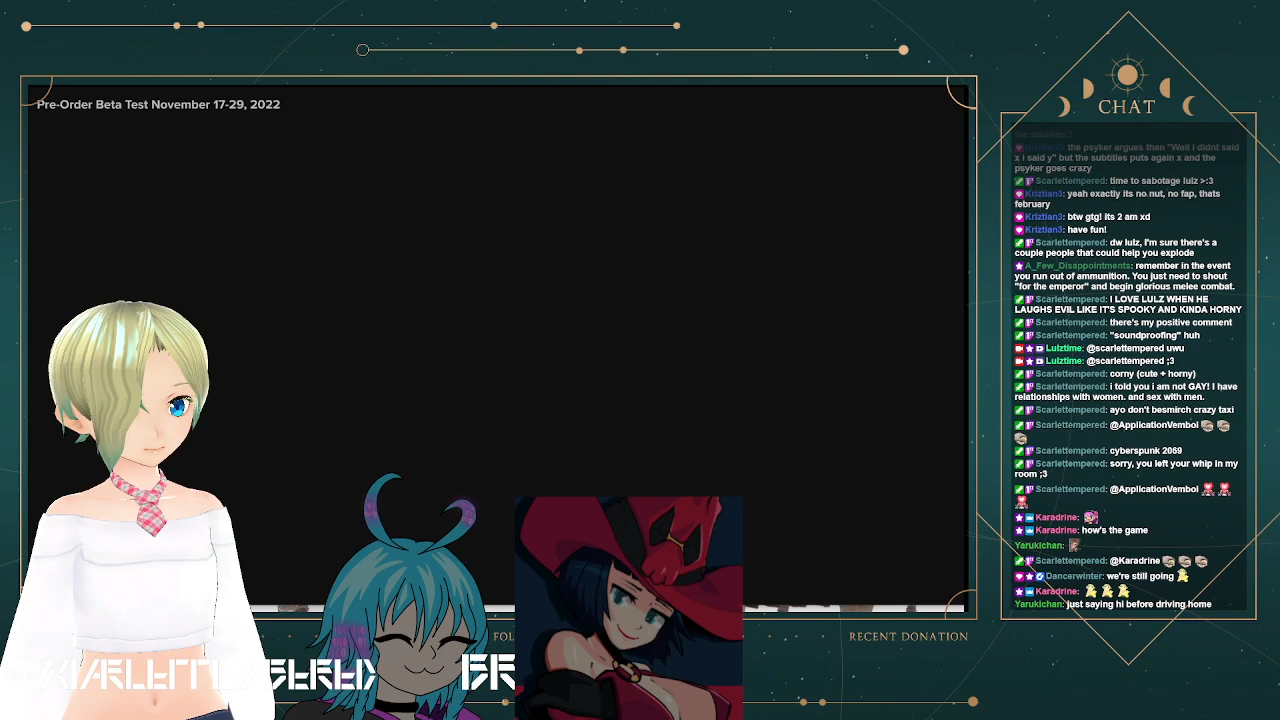 Pre-Order Beta Test November 17-29, 2022
CHAT
the subtitles?
Kriztian3: the psyker argues than "Wait i didnt said
x i said y" but the subtitles puts again x and the
psyker goes crazy
Scarlettempered: time to sabotage lulz >:3
Kriztian3: yeah exactly its no nut, no fap, thats
february
Kriztian3: btw gtg! its 2 am xd
Kriztian3: have fun!
Scarlettempered: dw lulz, I'm sure there's a
couple people that could help you explode
A_Few_Disappointments: remember in the event
you run out of ammunition. You just need to shout
"for the emperor" and begin glorious melee combat.
Scarlettempered: I LOVE LULZ WHEN HE
LAUGHS EVIL LIKE IT'S SPOOKY AND KINDA HORNY
Scarlettempered: there's my positive comment
Scarlettempered: "soundproofing" huh
Lulztime: @scarlettempered uwu
Lulztime: @scarlettempered ;3
Scarlettempered: corny (cute + horny)
Scarlettempered: i told you i am not GAY! I have
relationships with women. and sex with men.
Scarlettempered: ayo don't besmirch crazy taxi
Scarlettempered: @ApplicationVemboi
Scarlettempered: cyberspunk 2069
Scarlettempered: sorry, you left your whip in my
room ;3
Scarlettempered: @ApplicationVemboi
Karadrine:
Karadrine: how's the game
Yarukichan:
Scarlettempered: @Karadrine
Dancerwinter: we're still going
Karadrine:
Yarukichan: just saying hi before driving home
FOL
RECENT DONATION